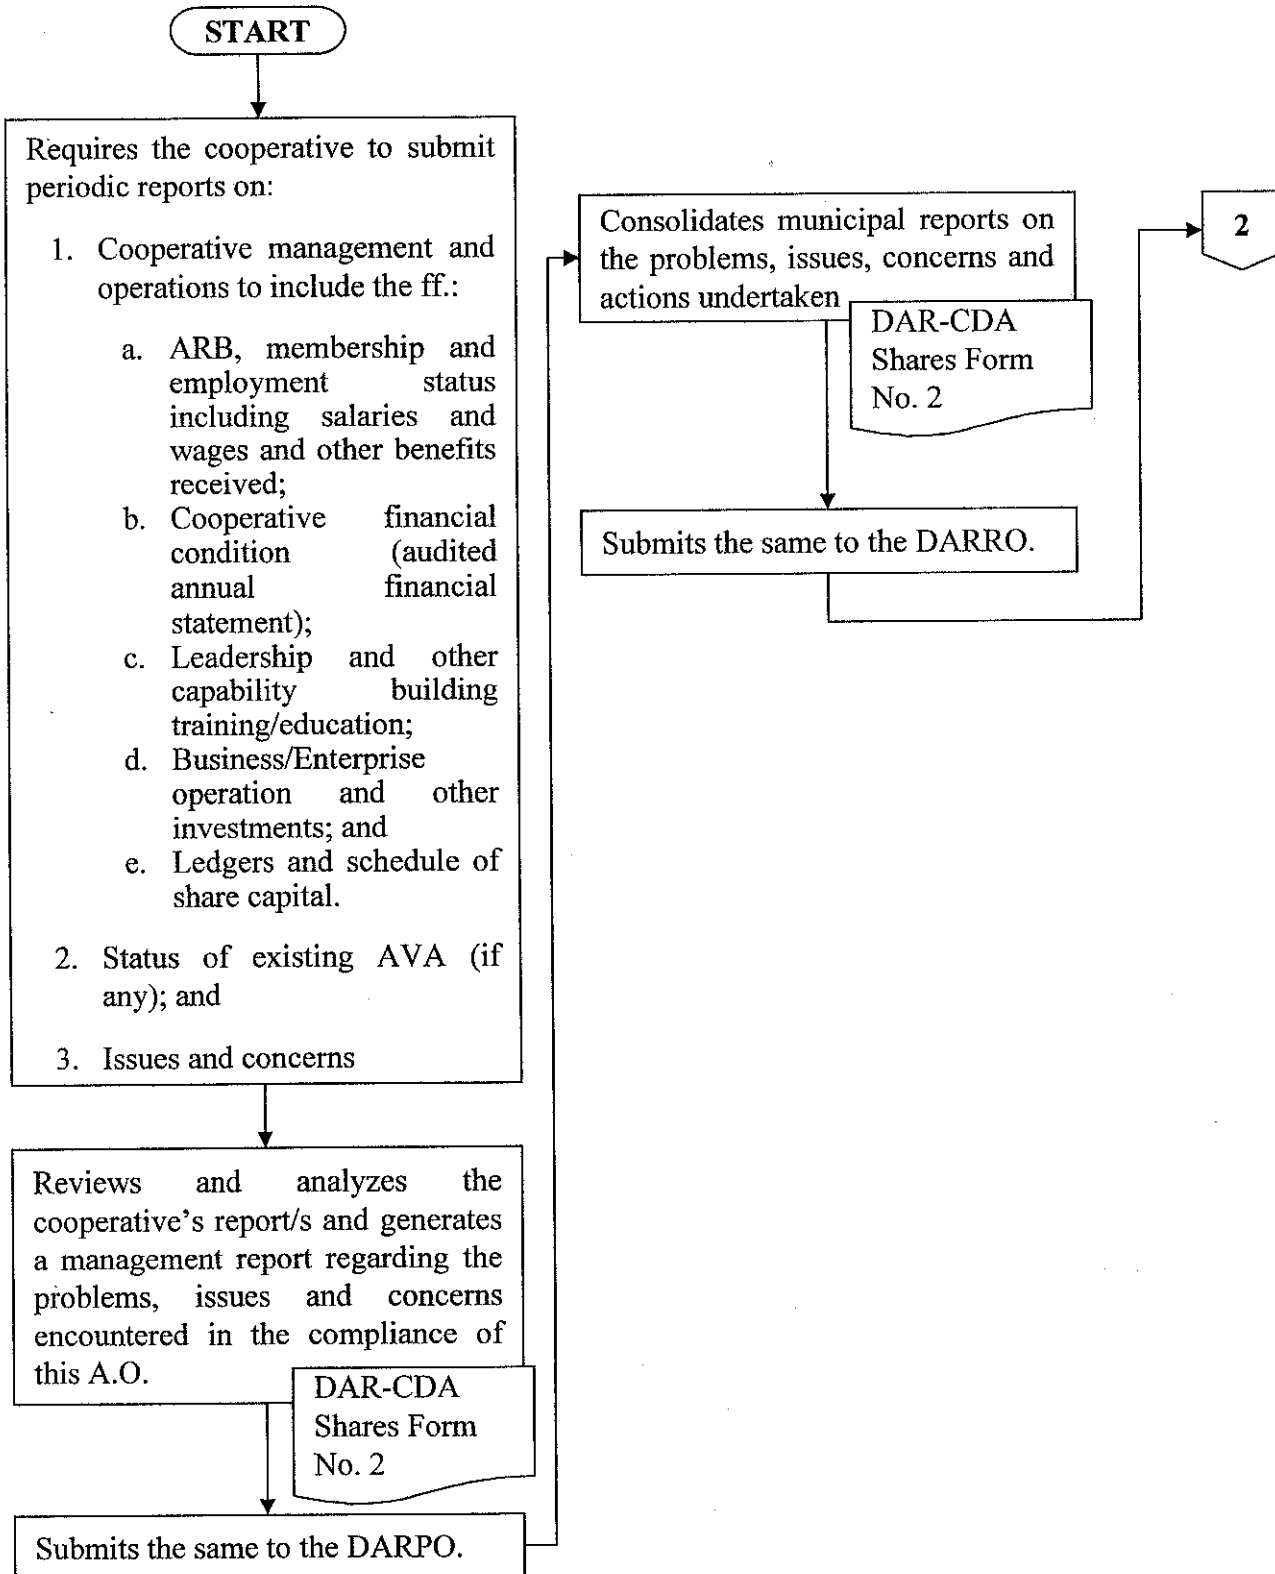 START
Requires the cooperative to submit
periodic reports on:
1. Cooperative management and
operations to include the ff.:
a. ARB, membership and
employment status
including salaries and
wages and other benefits
received;
b. Cooperative financial
condition (audited
annual financial
statement);
c. Leadership and other
capability building
training/education;
d. Business/Enterprise
operation and other
investments; and
e. Ledgers and schedule of
share capital.
2. Status of existing AVA (if
any); and
3. Issues and concerns
Reviews and analyzes the
cooperative's report/s and generates
a management report regarding the
problems, issues and concerns
encountered in the compliance of
this A.O.
DAR-CDA
Shares Form
No. 2
Submits the same to the DARPO.
Consolidates municipal reports on
the problems, issues, concerns and
actions undertaken
DAR-CDA
Shares Form
No. 2
Submits the same to the DARRO.
2